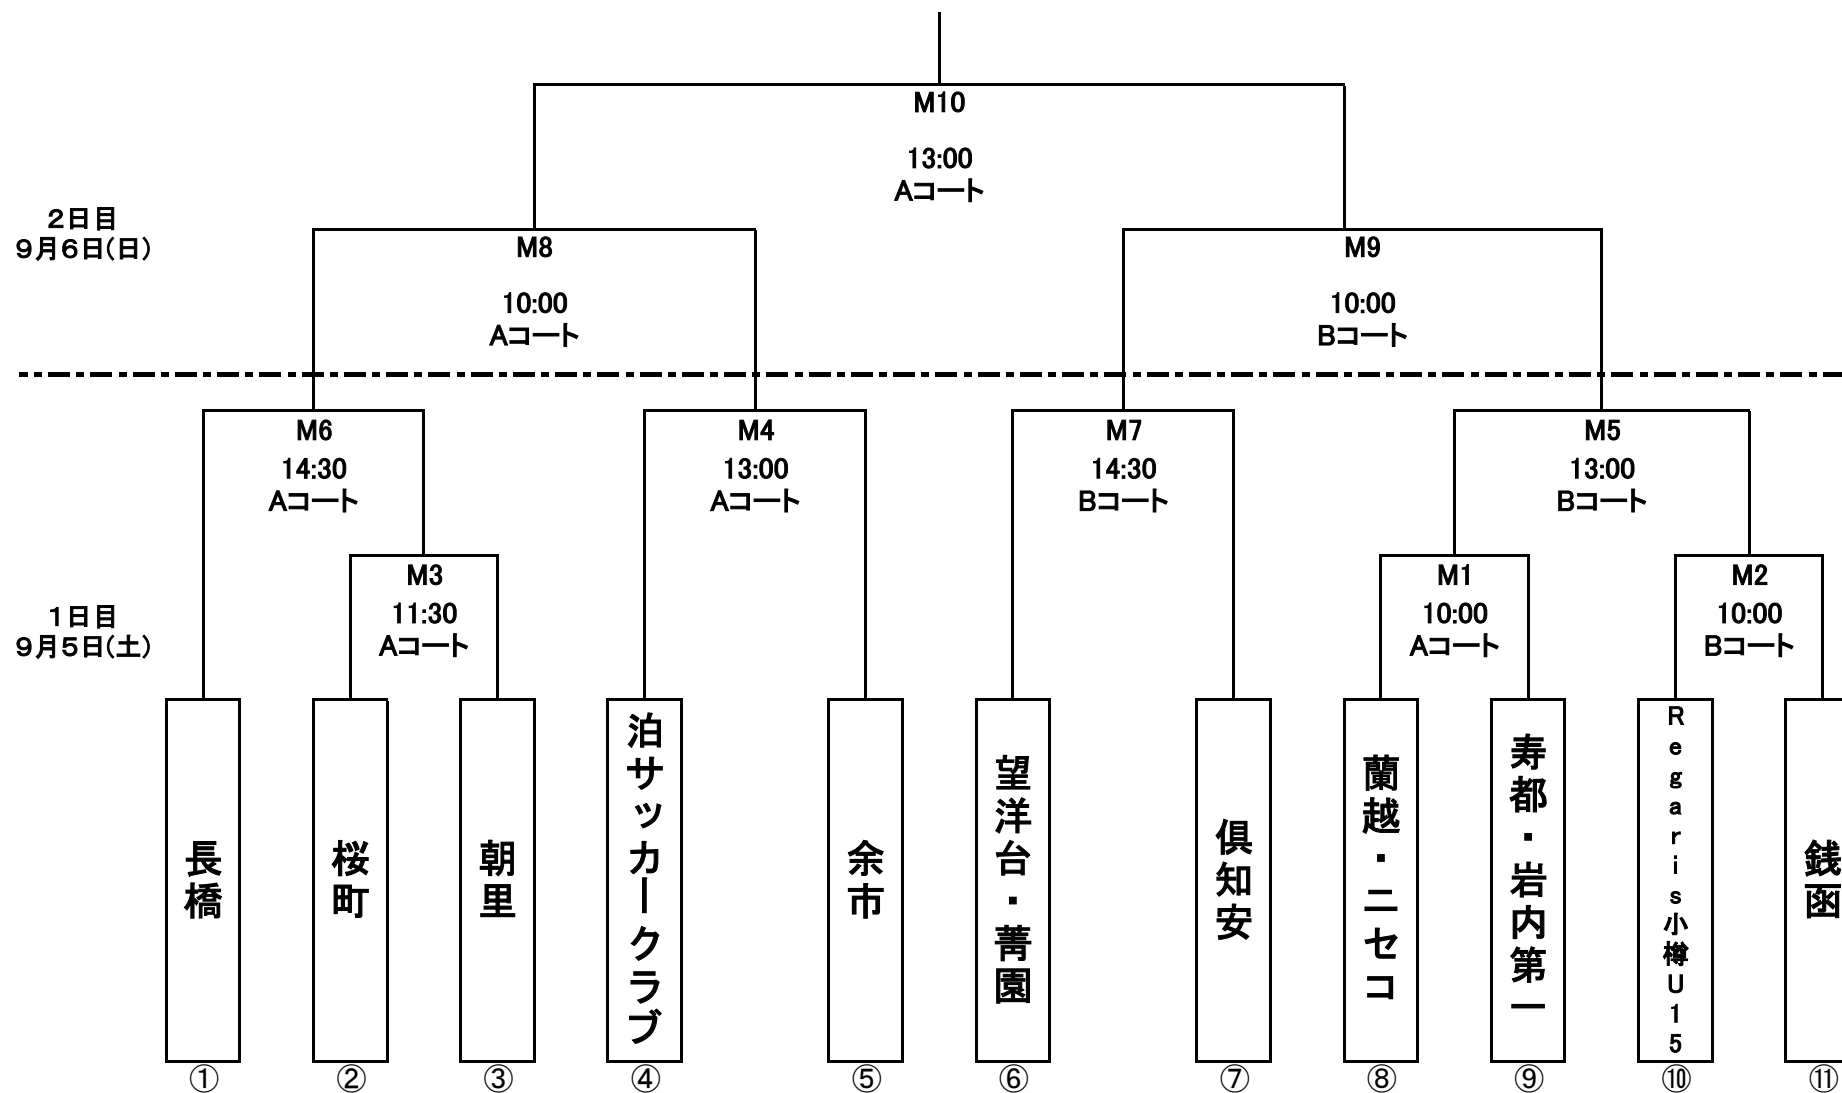 M10
13:00
Aコート
2日目
9月6日(日)
M8
10:00
Aコート
M9
10:00
Bコート
M6
14:30
Aコート
M4
13:00
Aコート
M7
14:30
Bコート
M5
13:00
Bコート
1日目
9月5日(土)
M3
11:30
Aコート
M1
10:00
Aコート
M2
10:00
Bコート
長橋
桜町
朝里
泊サッカークラブ
余市
望洋台・菁園
倶知安
蘭越・ニセコ
寿都・岩内第一
Regaris小樽U15
銭函
①
②
③
④
⑤
⑥
⑦
⑧
⑨
⑩
⑪